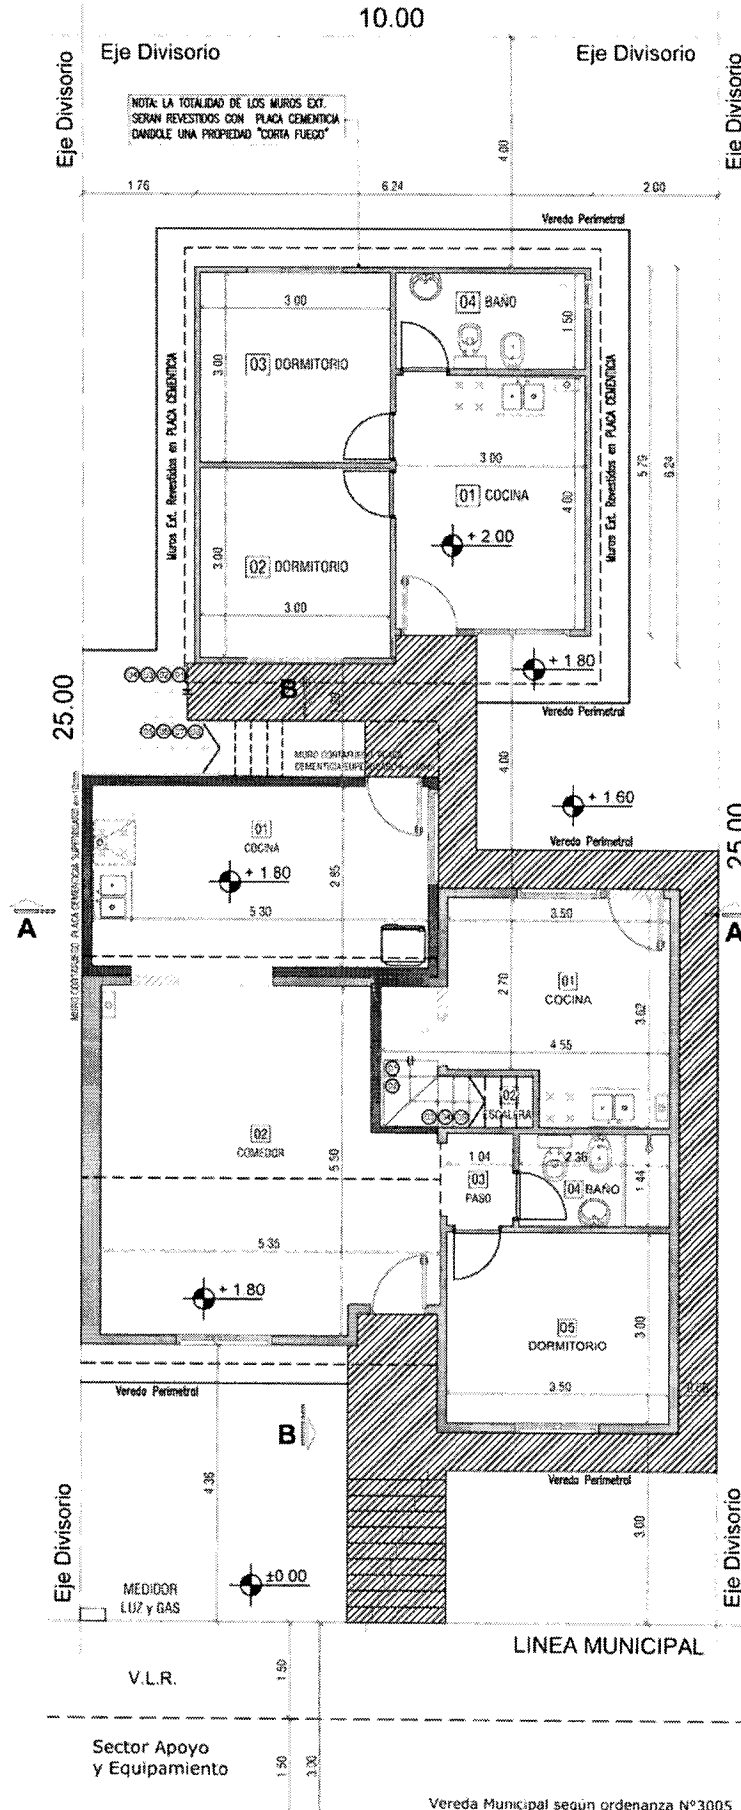 10.00
Eje Divisorio
Eje Divisorio
Eje Divisorio
Eje Divisorio
NOTA: LA TOTALIDAD DE LOS MUROS EXT.
SERAN REVESTIDOS CON PLACA CEMENTICIA
DANDOLE UNA PROPIEDAD "CORTA FUEGO"
4.00
1.76
6.24
2.00
Vereda Perimetral
3.00
04 BAÑO
1.50
3.00
03 DORMITORIO
Muros Ext. Revestidos en PLACA CEMENTICIA
Muros Ext. Revestidos en PLACA CEMENTICIA
3.00
01 COCINA
4.00
5.79
6.24
+ 2.00
3.00
02 DORMITORIO
3.00
+ 1.80
B
25.00
Vereda Perimetral
4.00
+ 1.60
25.00
Vereda Perimetral
01
COCINA
+ 1.80
2.85
5.30
A
A
3.50
2.70
01
COCINA
3.62
4.55
02
ESCALERA
02
COMEDOR
5.50
1.04
03
PASO
2.36
04 BAÑO
1.44
5.35
+ 1.80
05
DORMITORIO
3.00
3.50
Vereda Perimetral
B
4.36
Vereda Perimetral
Eje Divisorio
Eje Divisorio
3.00
±0.00
MEDIDOR
LUZ y GAS
LINEA MUNICIPAL
V.L.R.
1.50
Sector Apoyo
y Equipamiento
1.50
3.00
Vereda Municipal según ordenanza N°3005